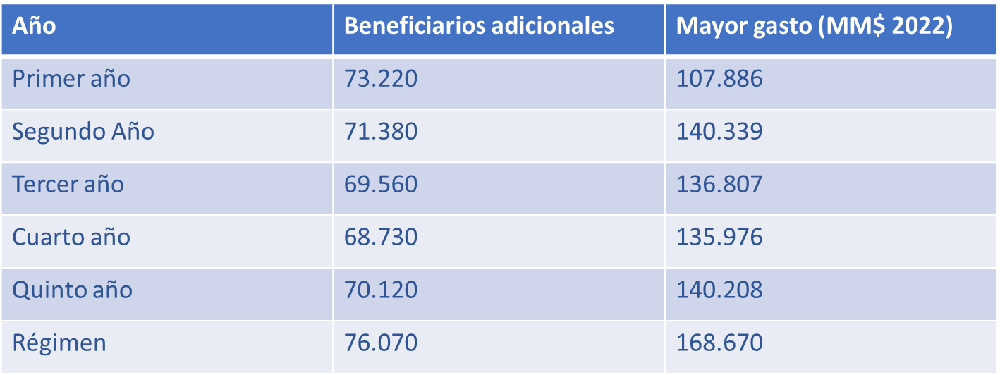 Año Beneficiarios adicionales Mayor gasto (MM$ 2022)
Primer año 73.220 107.886
Segundo Año 71.380 140.339
Tercer año 69.560 136.807
Cuarto año 68.730 135.976
Quinto año 70.120 140.208
Régimen 76.070 168.670